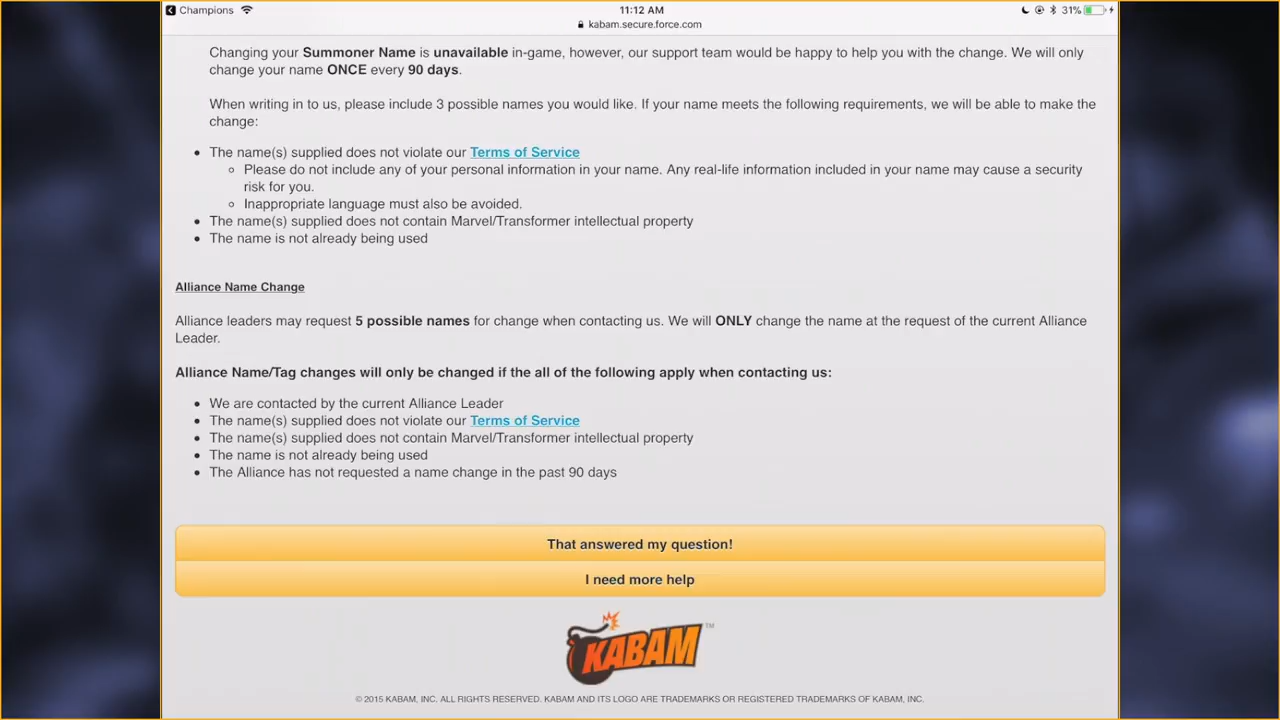 Champions
11:12 AM
31%
kabam.secure.force.com
Changing your Summoner Name is unavailable in-game, however, our support team would be happy to help you with the change. We will only
change your name ONCE every 90 days.
When writing in to us, please include 3 possible names you would like. If your name meets the following requirements, we will be able to make the
change:
• The name(s) supplied does not violate our Terms of Service
◦ Please do not include any of your personal information in your name. Any real-life information included in your name may cause a security
risk for you.
◦ Inappropriate language must also be avoided.
• The name(s) supplied does not contain Marvel/Transformer intellectual property
• The name is not already being used
Alliance Name Change
Alliance leaders may request 5 possible names for change when contacting us. We will ONLY change the name at the request of the current Alliance
Leader.
Alliance Name/Tag changes will only be changed if the all of the following apply when contacting us:
• We are contacted by the current Alliance Leader
• The name(s) supplied does not violate our Terms of Service
• The name(s) supplied does not contain Marvel/Transformer intellectual property
• The name is not already being used
• The Alliance has not requested a name change in the past 90 days
That answered my question!
I need more help
KABAM™
© 2015 KABAM, INC. ALL RIGHTS RESERVED. KABAM AND ITS LOGO ARE TRADEMARKS OR REGISTERED TRADEMARKS OF KABAM, INC.